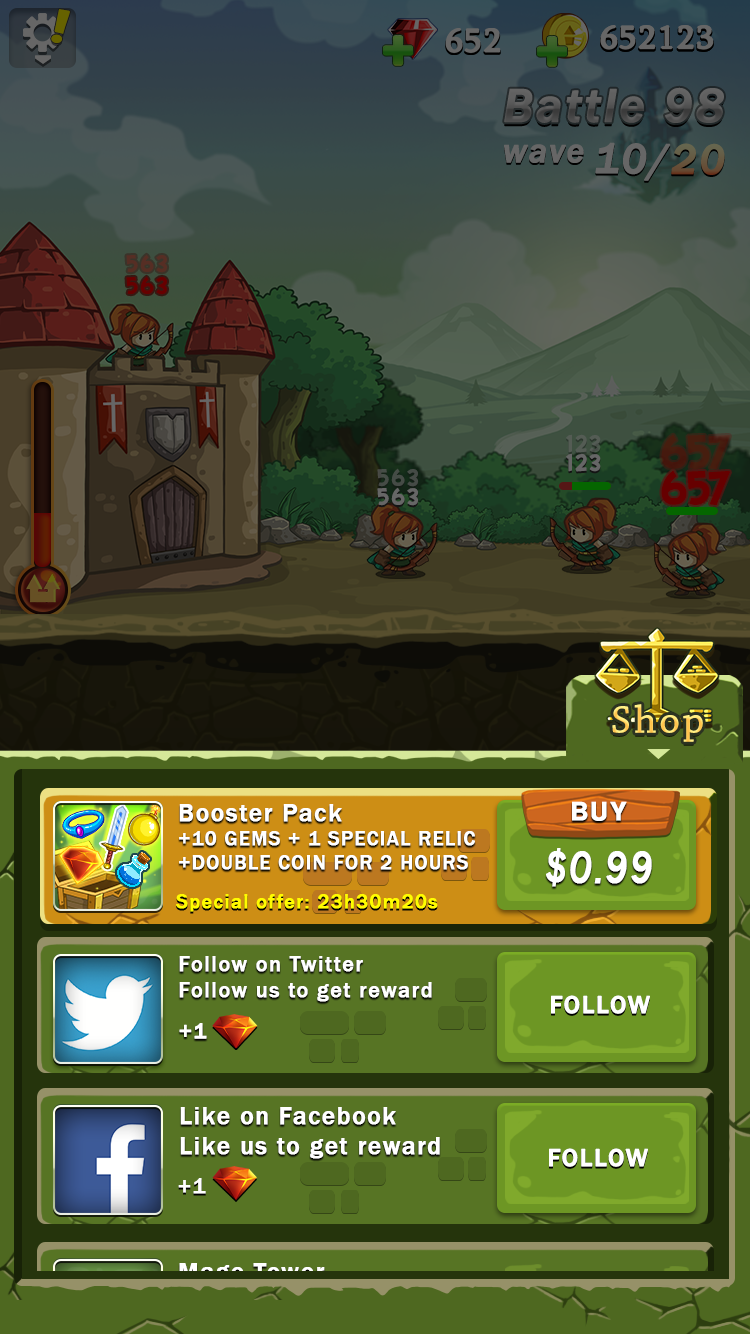 652
652123
Battle 98
wave 10/20
563
563
563
563
123
123
657
657
Shop
Booster Pack
+10 GEMS + 1 SPECIAL RELIC
+DOUBLE COIN FOR 2 HOURS
Special offer: 23h30m20s
BUY
$0.99
Follow on Twitter
Follow us to get reward
+1
FOLLOW
Like on Facebook
Like us to get reward
+1
FOLLOW
Mage Tower